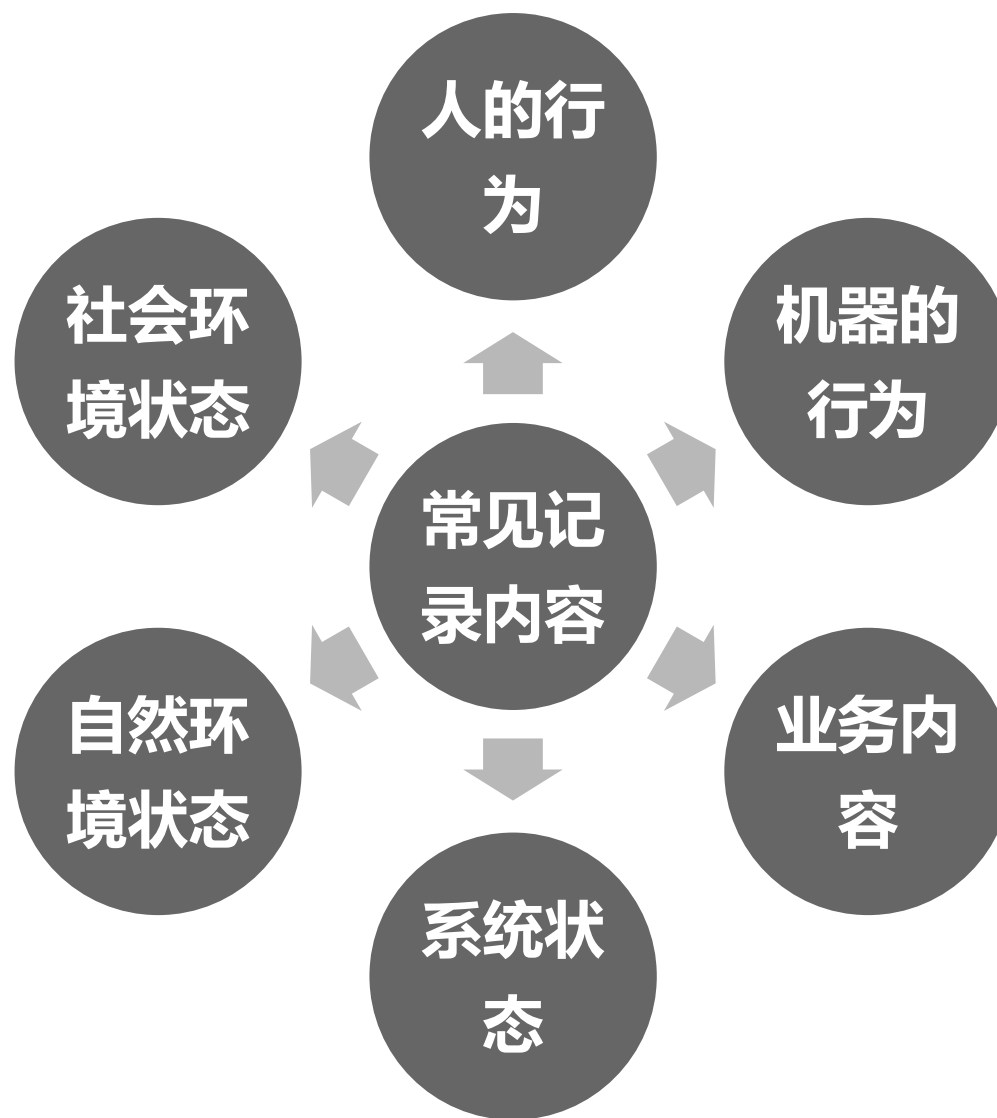 人的行
为
社会环
境状态
机器的
行为
常见记
录内容
自然环
境状态
业务内
容
系统状
态